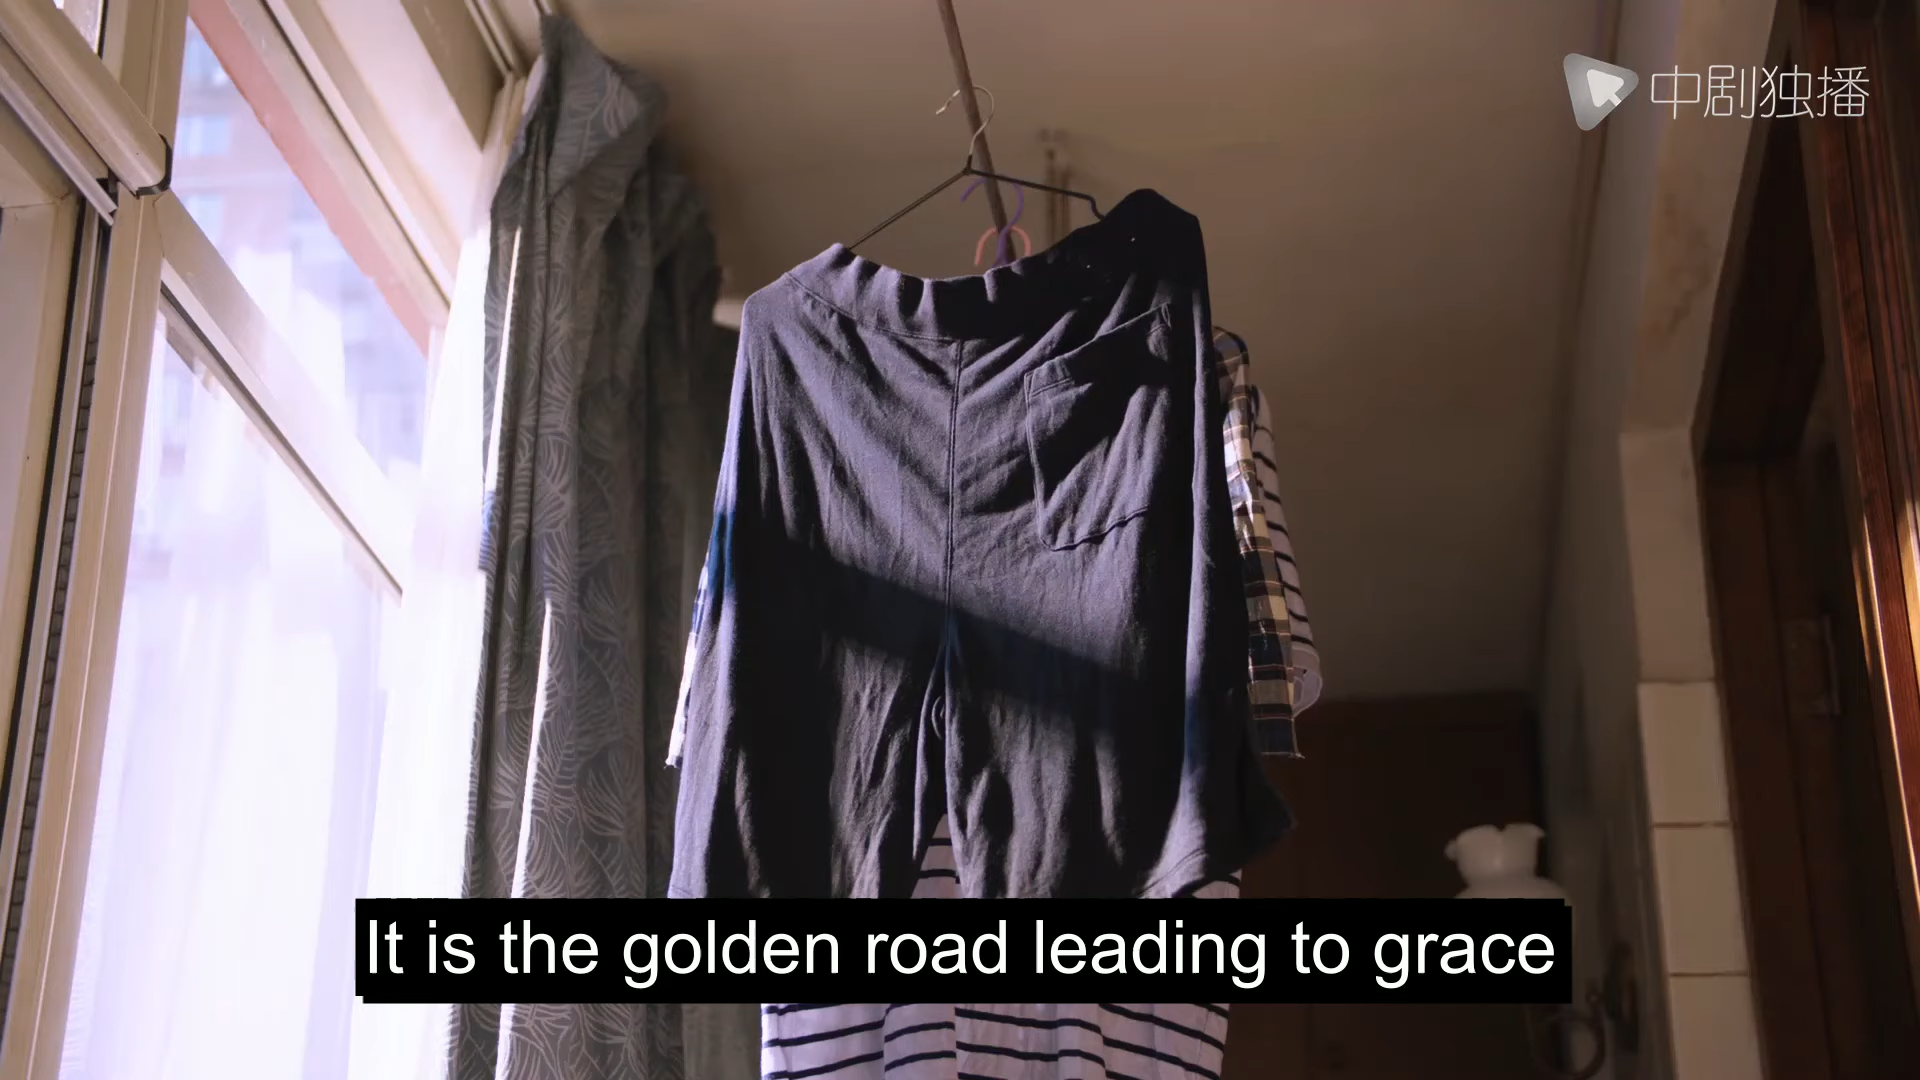 中剧独播
It is the golden road leading to grace